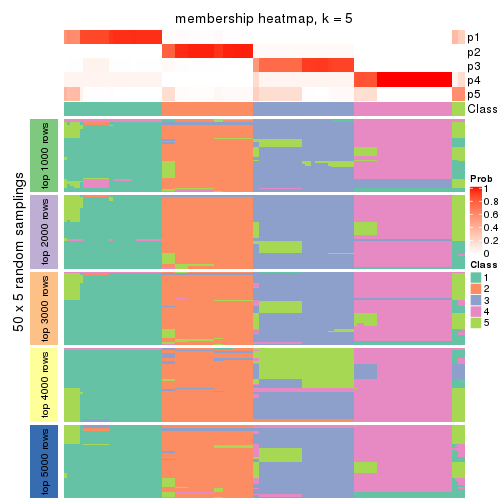 membership heatmap, k = 5
p1
p2
p3
p4
p5
Class
50 x 5 random samplings
top 1000 rows
top 2000 rows
top 3000 rows
top 4000 rows
top 5000 rows
Prob
1
0.8
0.6
0.4
0.2
0
Class
1
2
3
4
5